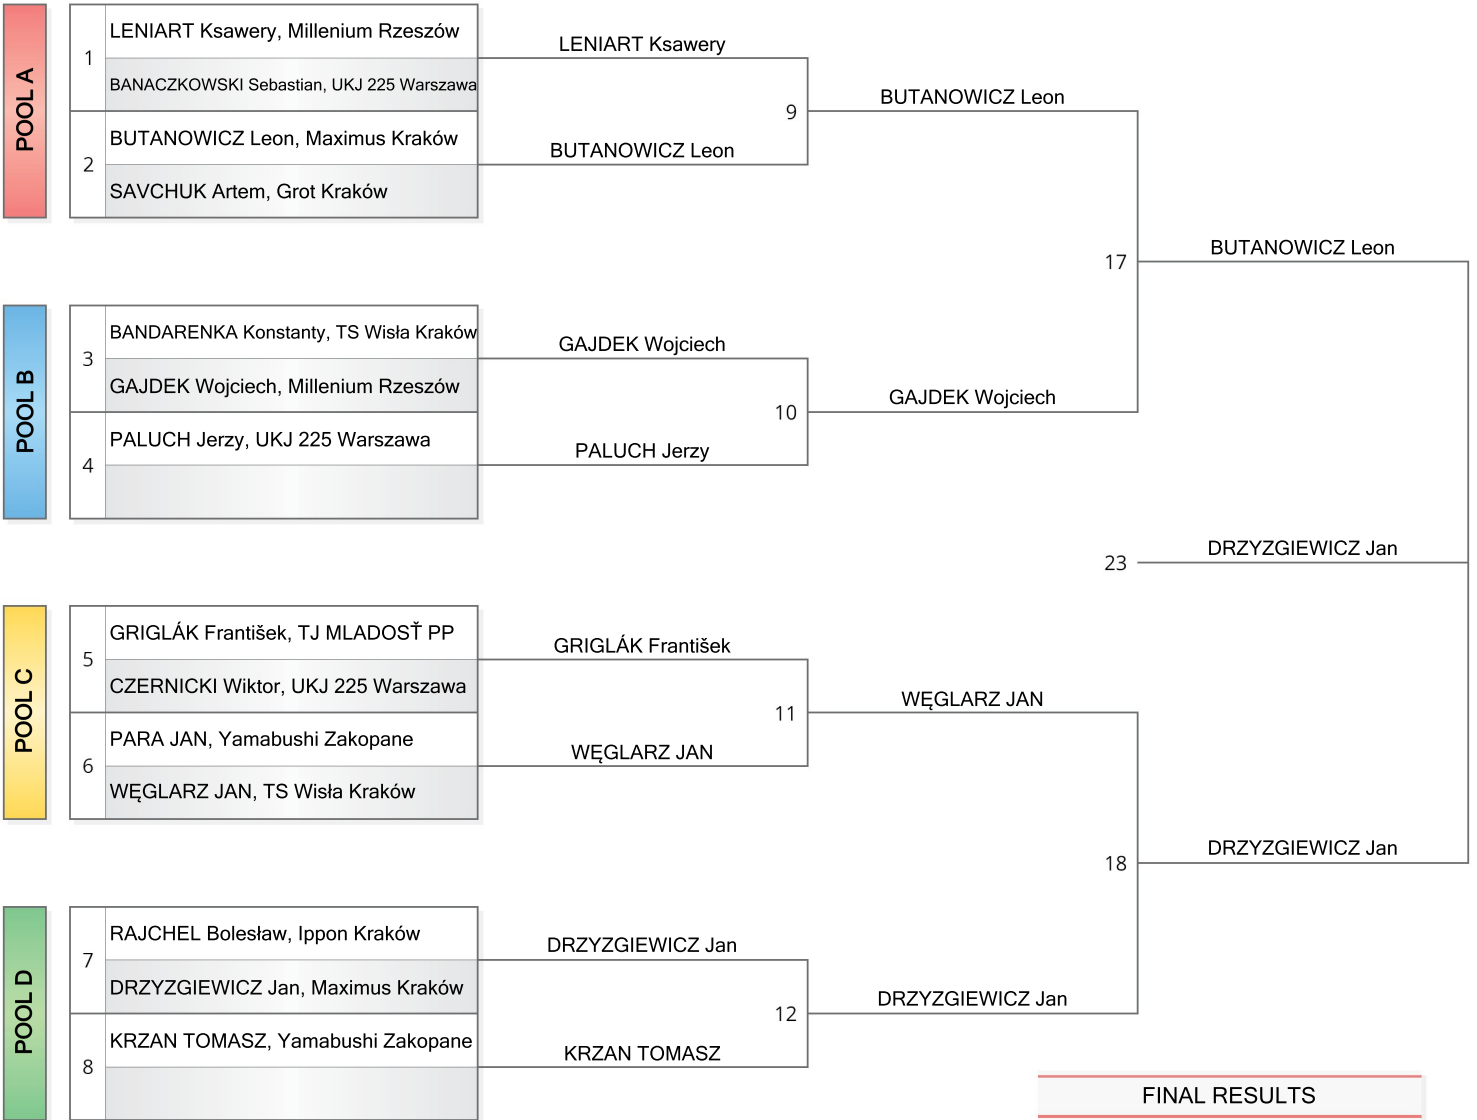 POOL A
1
LENIART Ksawery, Millenium Rzeszów
BANACZKOWSKI Sebastian, UKJ 225 Warszawa
2
BUTANOWICZ Leon, Maximus Kraków
SAVCHUK Artem, Grot Kraków
LENIART Ksawery
BUTANOWICZ Leon
9
BUTANOWICZ Leon
POOL B
3
BANDARENKA Konstanty, TS Wisła Kraków
GAJDEK Wojciech, Millenium Rzeszów
4
PALUCH Jerzy, UKJ 225 Warszawa
GAJDEK Wojciech
PALUCH Jerzy
10
GAJDEK Wojciech
17
BUTANOWICZ Leon
23
DRZYZGIEWICZ Jan
POOL C
5
GRIGLÁK František, TJ MLADOSŤ PP
CZERNICKI Wiktor, UKJ 225 Warszawa
6
PARA JAN, Yamabushi Zakopane
WĘGLARZ JAN, TS Wisła Kraków
GRIGLÁK František
WĘGLARZ JAN
11
WĘGLARZ JAN
POOL D
7
RAJCHEL Bolesław, Ippon Kraków
DRZYZGIEWICZ Jan, Maximus Kraków
8
KRZAN TOMASZ, Yamabushi Zakopane
DRZYZGIEWICZ Jan
KRZAN TOMASZ
12
DRZYZGIEWICZ Jan
18
DRZYZGIEWICZ Jan
FINAL RESULTS